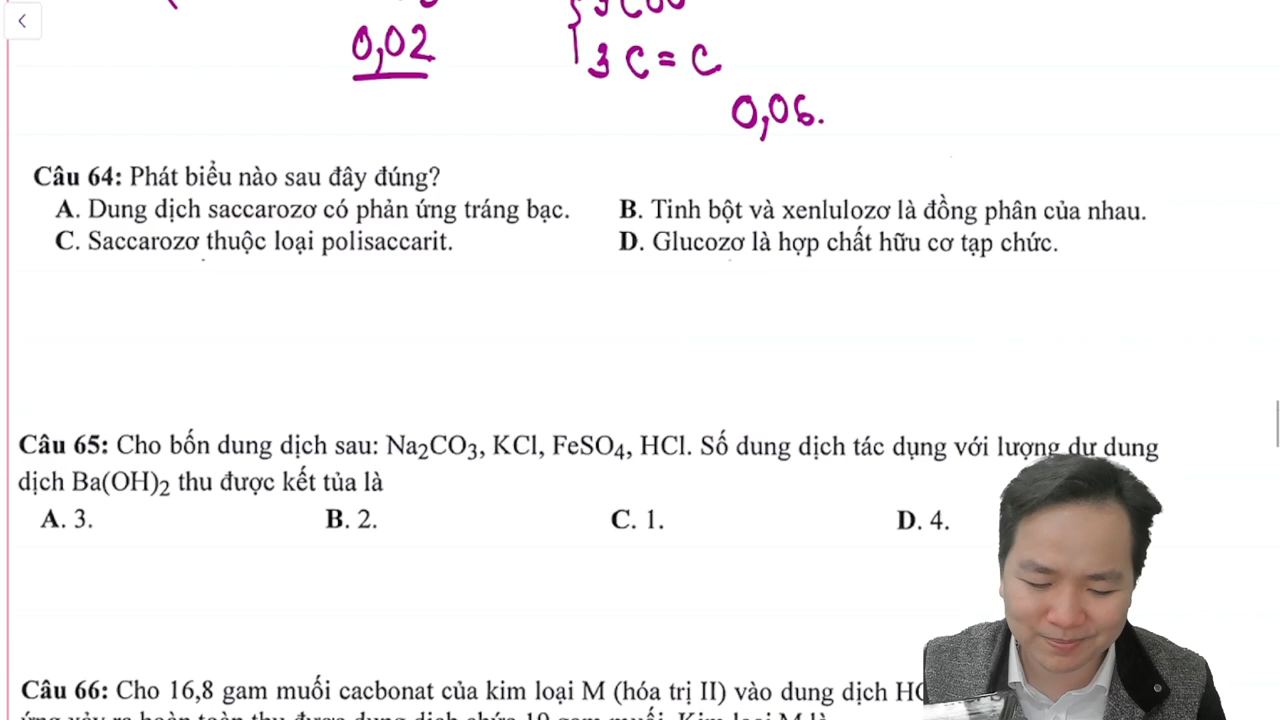 0,02
3 C = C
0,06.
Câu 64: Phát biểu nào sau đây đúng?
A. Dung dịch saccarozơ có phản ứng tráng bạc. B. Tinh bột và xenlulozơ là đồng phân của nhau.
C. Saccarozơ thuộc loại polisaccarit. D. Glucozơ là hợp chất hữu cơ tạp chức.
Câu 65: Cho bốn dung dịch sau: Na₂CO₃, KCl, FeSO₄, HCl. Số dung dịch tác dụng với lượng dư dung
dịch Ba(OH)₂ thu được kết tủa là
A. 3. B. 2. C. 1. D. 4.
Câu 66: Cho 16,8 gam muối cacbonat của kim loại M (hóa trị II) vào dung dịch